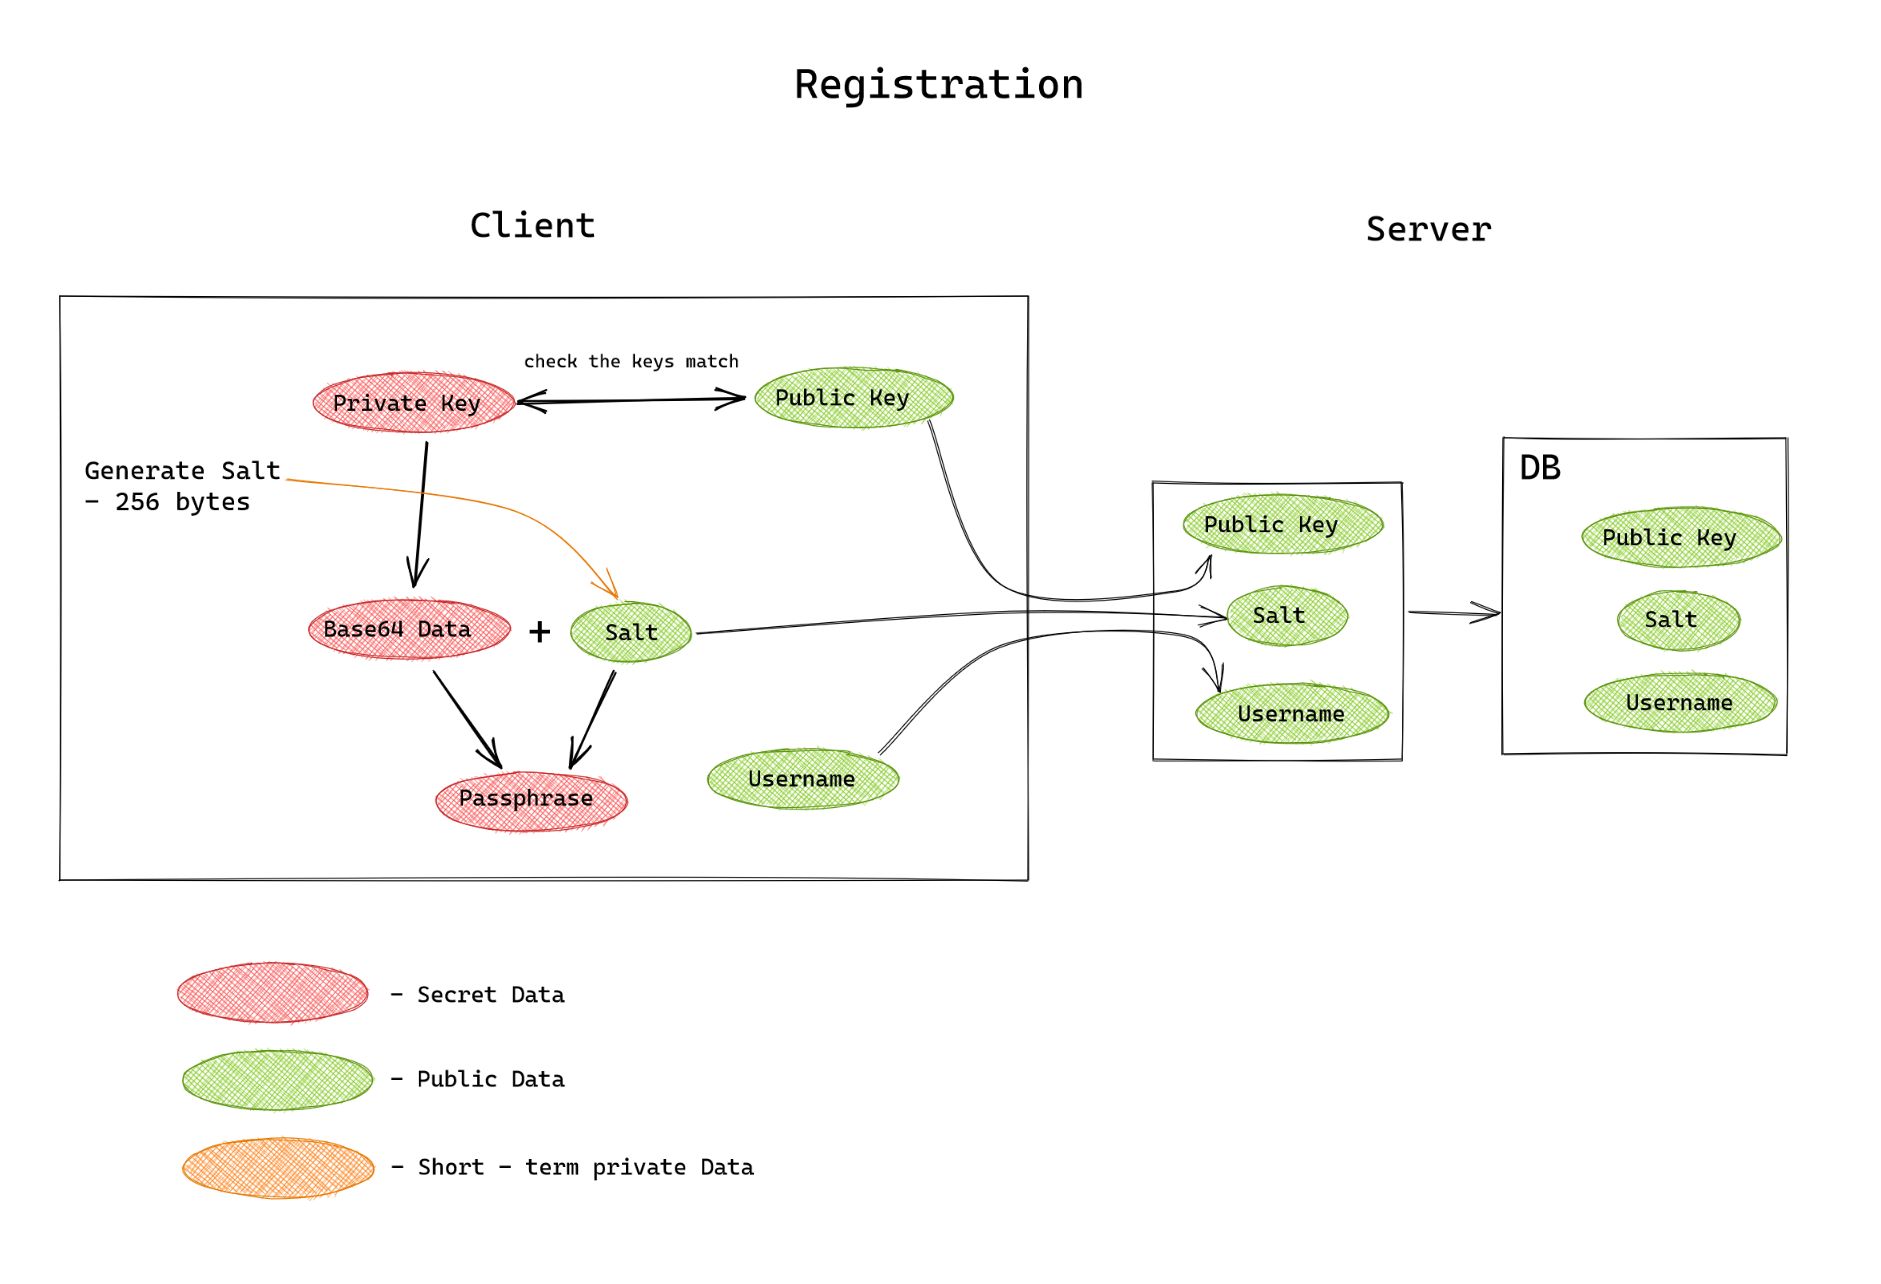 Registration
Client
Server
check the keys match
Private Key
Public Key
Generate Salt
- 256 bytes
Base64 Data
+
Salt
Passphrase
Username
Public Key
Salt
Username
DB
Public Key
Salt
Username
- Secret Data
- Public Data
- Short - term private Data